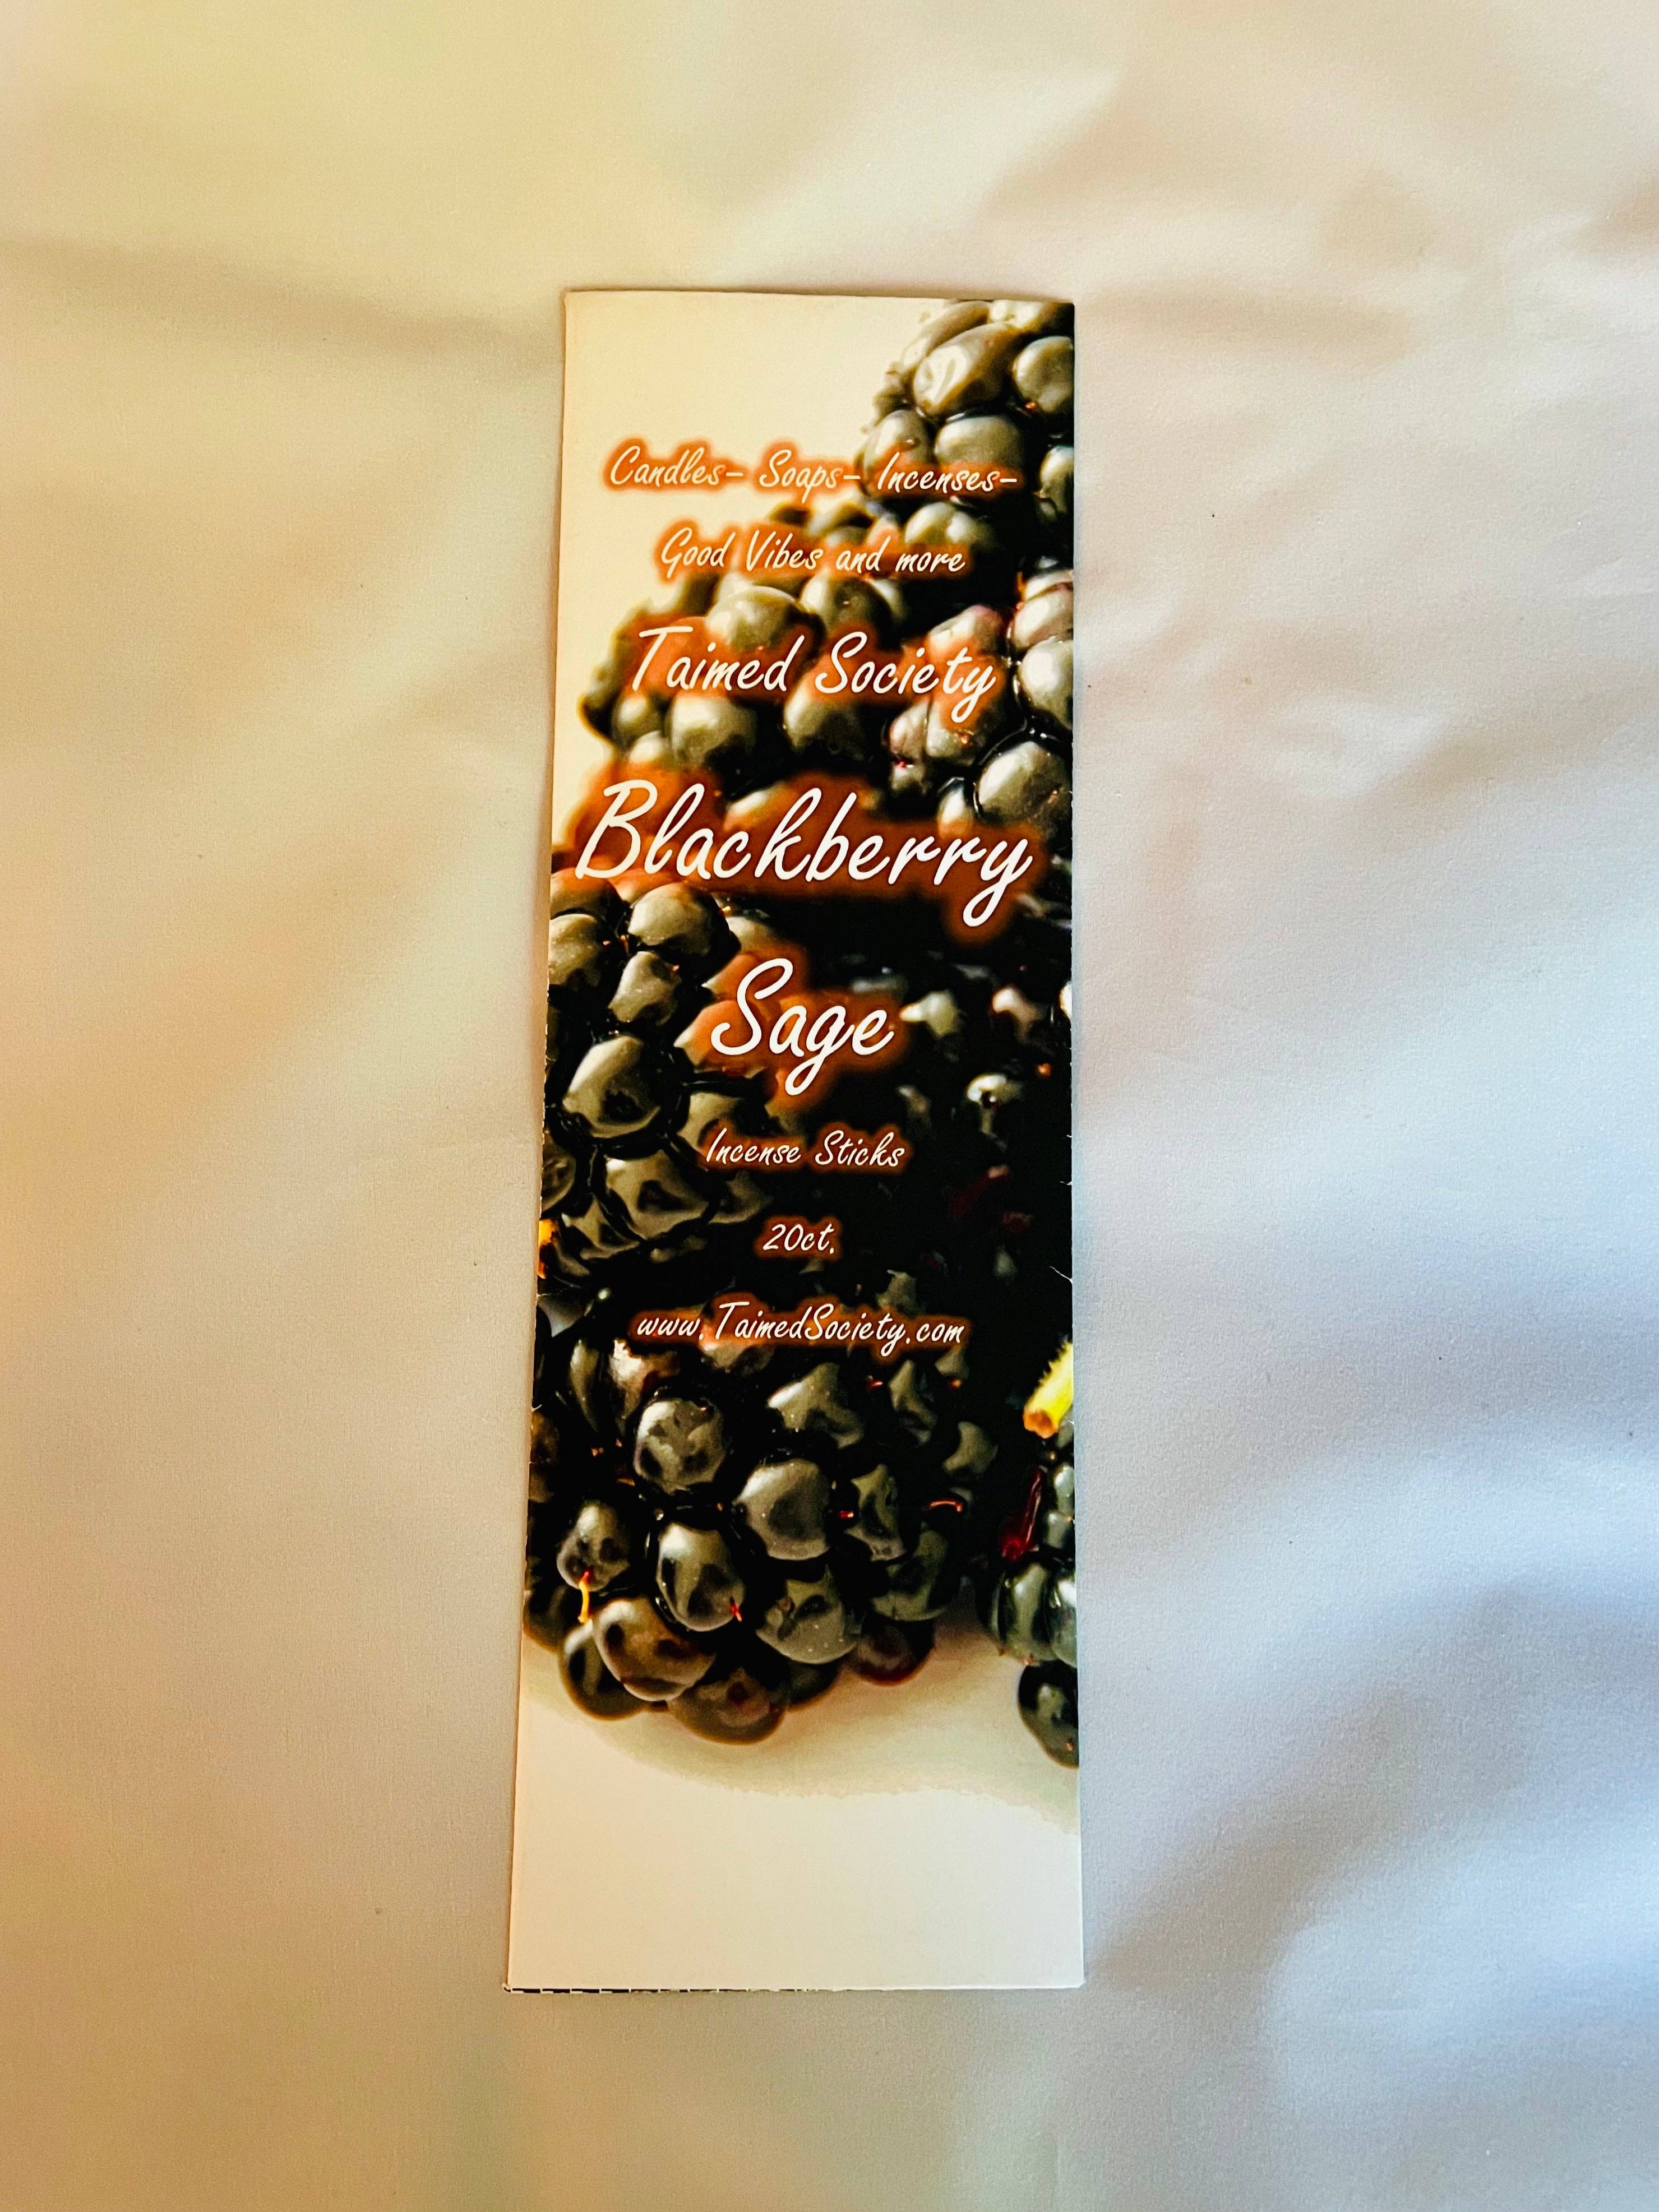 Candles- Soaps- Incenses-
Good Vibes and more
Taimed Society
Blackberry
Sage
Incense Sticks
20ct.
www.TaimedSociety.com